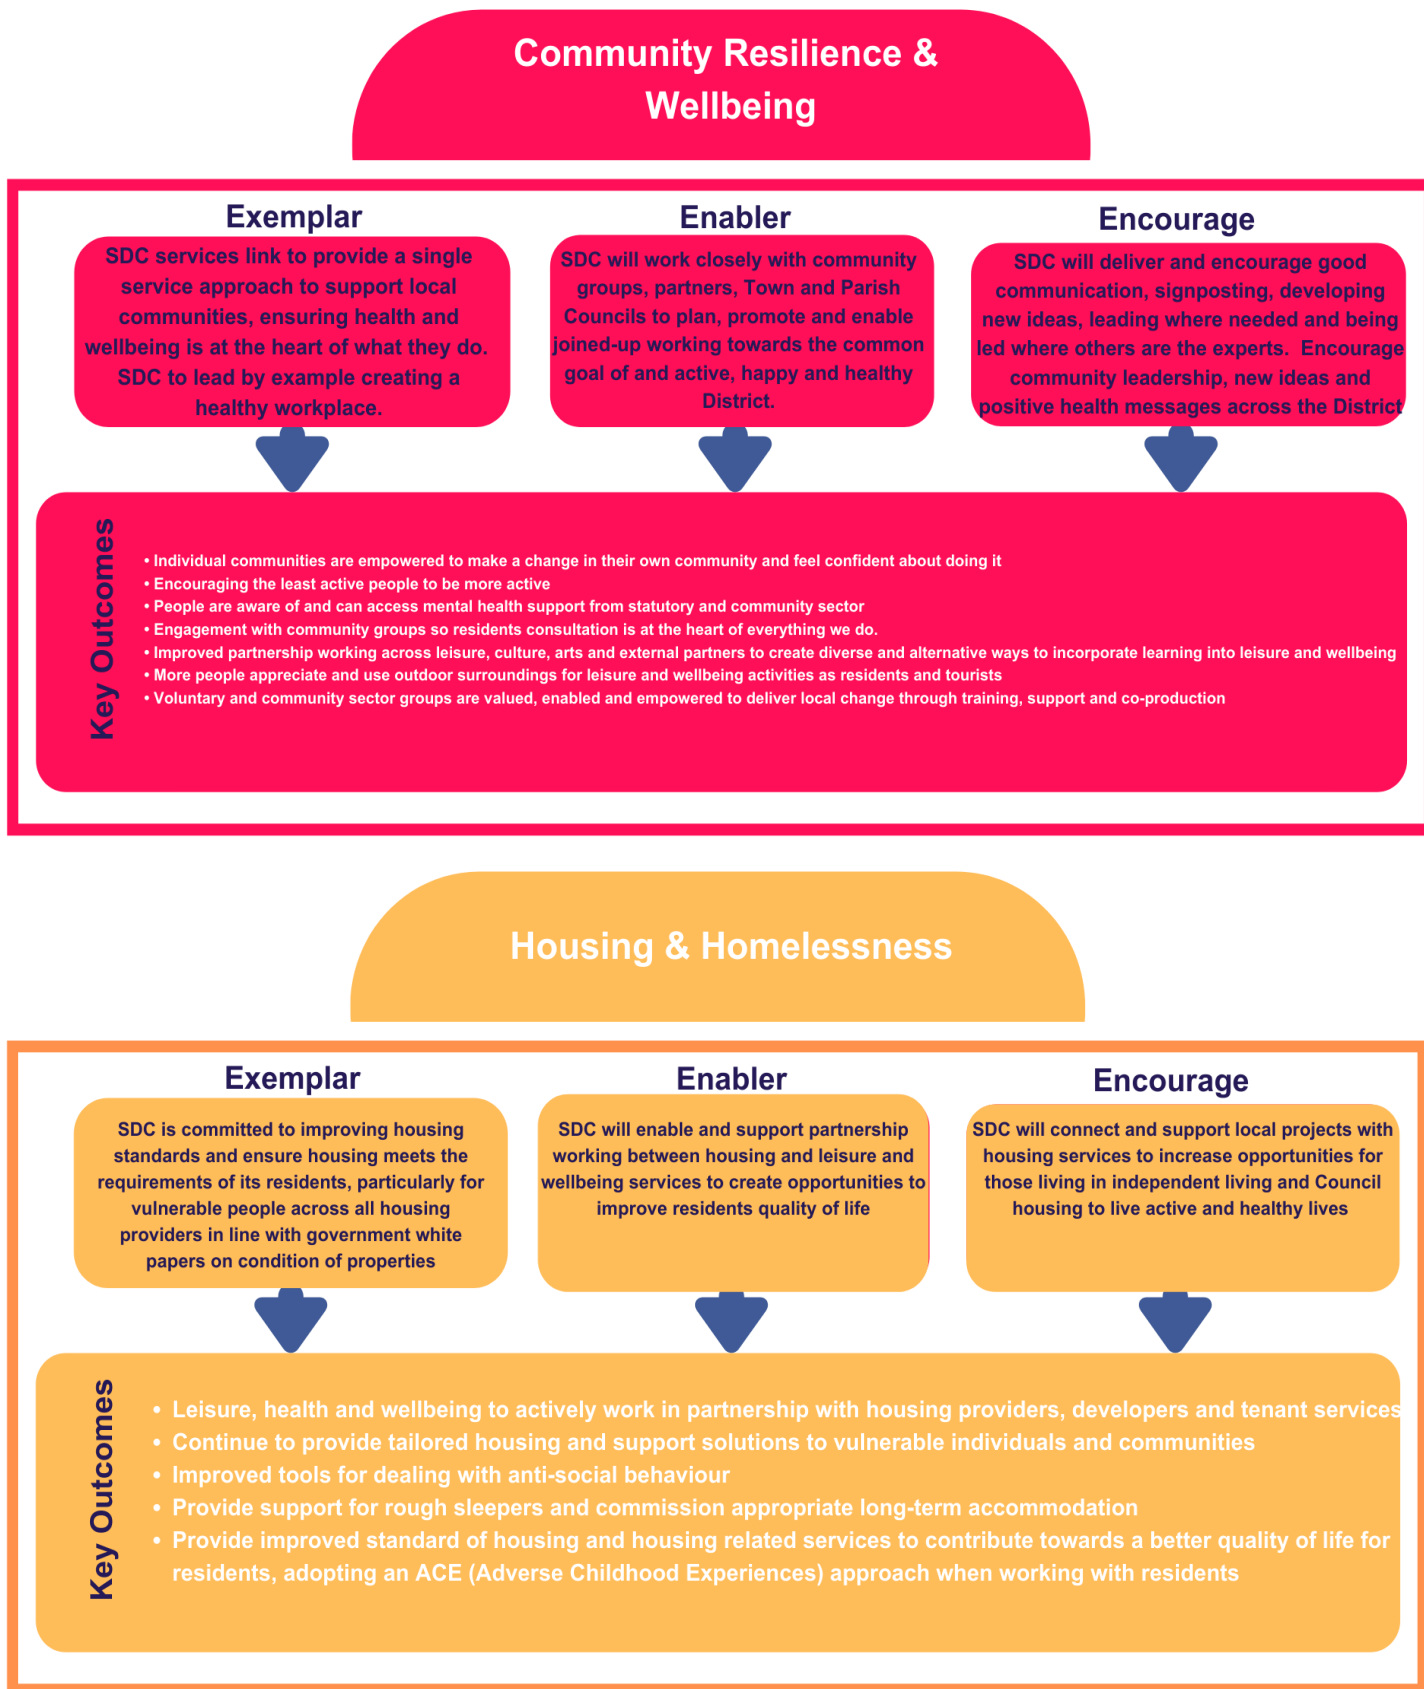 Community Resilience &
Wellbeing
Exemplar
SDC services link to provide a single
service approach to support local
communities, ensuring health and
wellbeing is at the heart of what they do.
SDC to lead by example creating a
healthy workplace.
Enabler
SDC will work closely with community
groups, partners, Town and Parish
Councils to plan, promote and enable
joined-up working towards the common
goal of and active, happy and healthy
District.
Encourage
SDC will deliver and encourage good
communication, signposting, developing
new ideas, leading where needed and being
led where others are the experts.  Encourage
community leadership, new ideas and
positive health messages across the District
Key Outcomes
• Individual communities are empowered to make a change in their own community and feel confident about doing it
• Encouraging the least active people to be more active
• People are aware of and can access mental health support from statutory and community sector
• Engagement with community groups so residents consultation is at the heart of everything we do.
• Improved partnership working across leisure, culture, arts and external partners to create diverse and alternative ways to incorporate learning into leisure and wellbeing
• More people appreciate and use outdoor surroundings for leisure and wellbeing activities as residents and tourists
• Voluntary and community sector groups are valued, enabled and empowered to deliver local change through training, support and co-production
Housing & Homelessness
Exemplar
SDC is committed to improving housing
standards and ensure housing meets the
requirements of its residents, particularly for
vulnerable people across all housing
providers in line with government white
papers on condition of properties
Enabler
SDC will enable and support partnership
working between housing and leisure and
wellbeing services to create opportunities to
improve residents quality of life
Encourage
SDC will connect and support local projects with
housing services to increase opportunities for
those living in independent living and Council
housing to live active and healthy lives
Key Outcomes
• Leisure, health and wellbeing to actively work in partnership with housing providers, developers and tenant services
• Continue to provide tailored housing and support solutions to vulnerable individuals and communities
• Improved tools for dealing with anti-social behaviour
• Provide support for rough sleepers and commission appropriate long-term accommodation
• Provide improved standard of housing and housing related services to contribute towards a better quality of life for
residents, adopting an ACE (Adverse Childhood Experiences) approach when working with residents